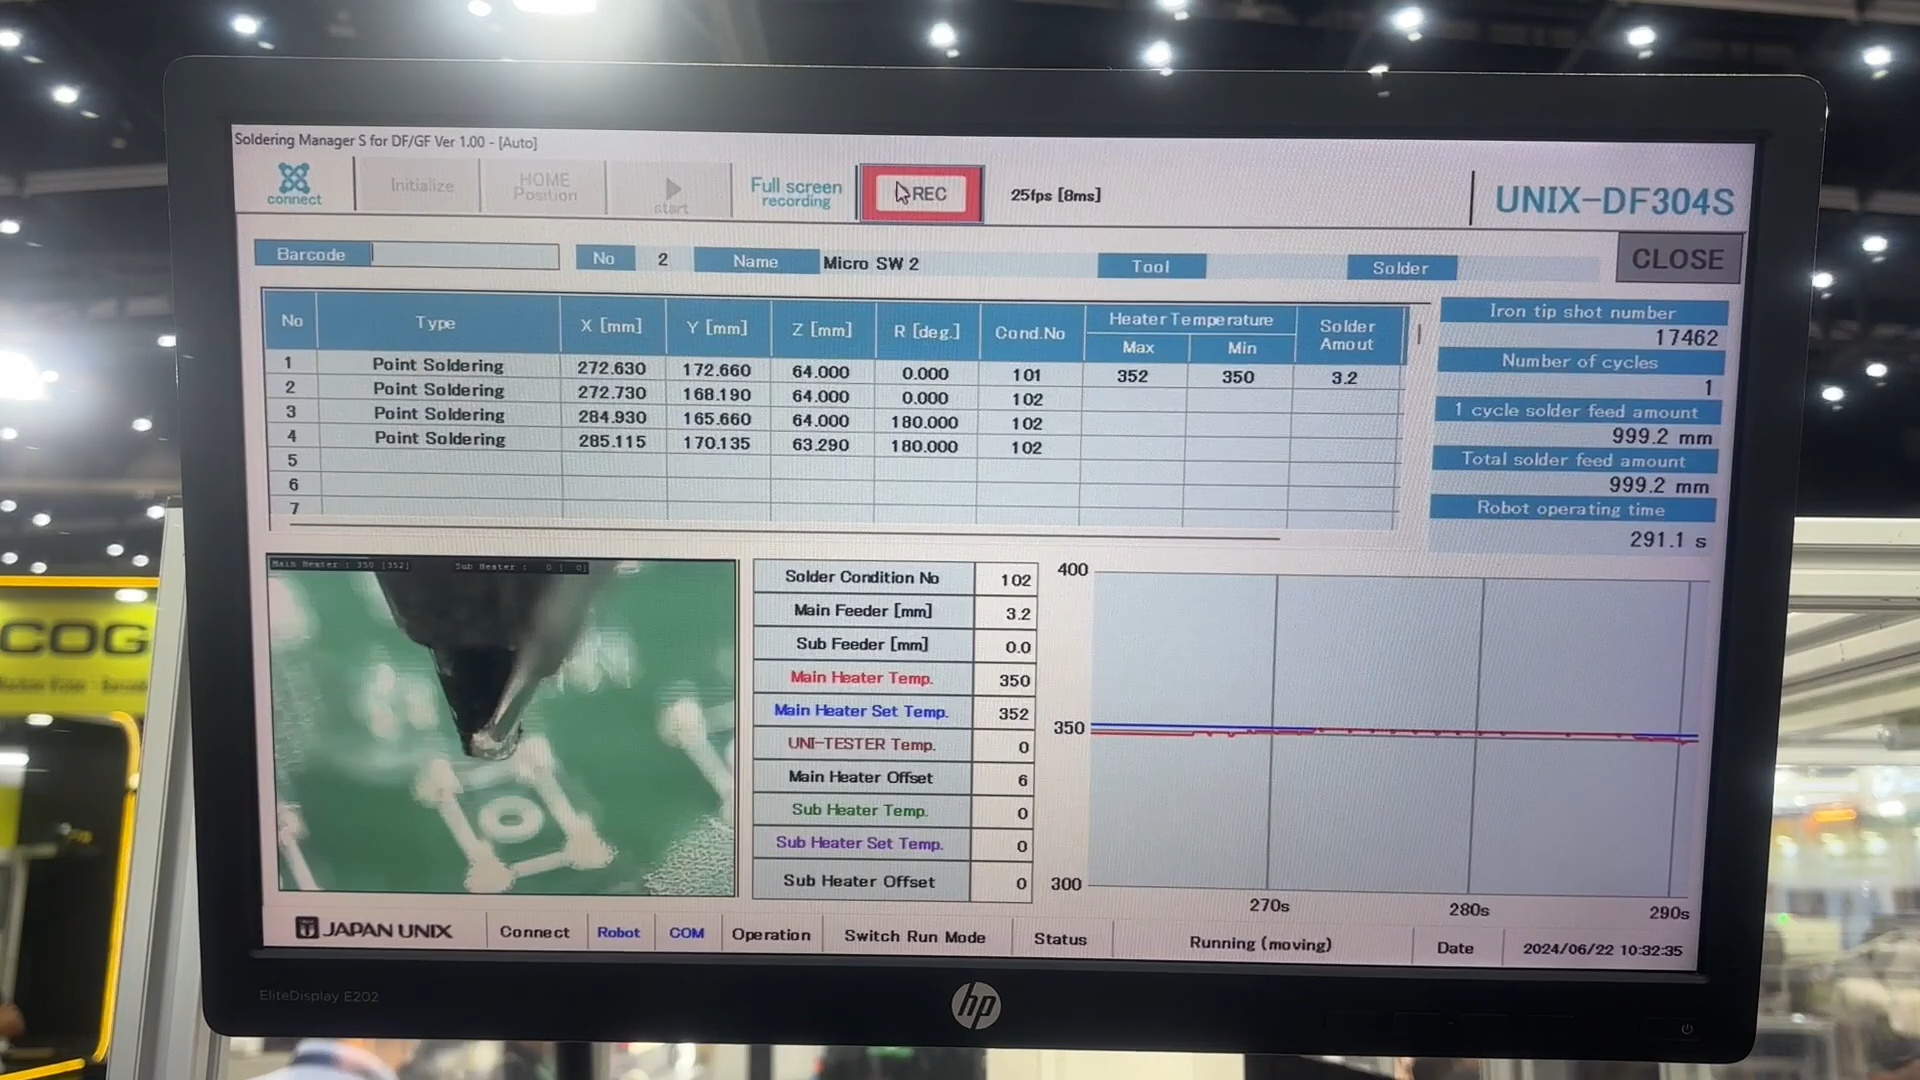 Soldering Manager S for DF/GF Ver 1.00 - [Auto]
connect
Initialize
HOME
Position
start
Full screen
recording
REC
25fps [8ms]
UNIX-DF304S
Barcode
No 2
Name Micro SW 2
Tool
Solder
CLOSE
No Type X [mm] Y [mm] Z [mm] R [deg.] Cond.No Heater Temperature Solder
Max Min Amout
1 Point Soldering 272.630 172.660 64.000 0.000 101 352 350 3.2
2 Point Soldering 272.730 168.190 64.000 0.000 102
3 Point Soldering 284.930 165.660 64.000 180.000 102
4 Point Soldering 285.115 170.135 63.290 180.000 102
5
6
7
Iron tip shot number
17462
Number of cycles
1
1 cycle solder feed amount
999.2 mm
Total solder feed amount
999.2 mm
Robot operating time
291.1 s
Main Heater : 350 [352] Sub Heater : 0 [ 0]
Solder Condition No 102
Main Feeder [mm] 3.2
Sub Feeder [mm] 0.0
Main Heater Temp. 350
Main Heater Set Temp. 352
UNI-TESTER Temp. 0
Main Heater Offset 6
Sub Heater Temp. 0
Sub Heater Set Temp. 0
Sub Heater Offset 0
400
350
300
270s 280s 290s
JAPAN UNIX
Connect Robot COM Operation Switch Run Mode Status Running (moving) Date 2024/06/22 10:32:35
EliteDisplay E202
hp
COG